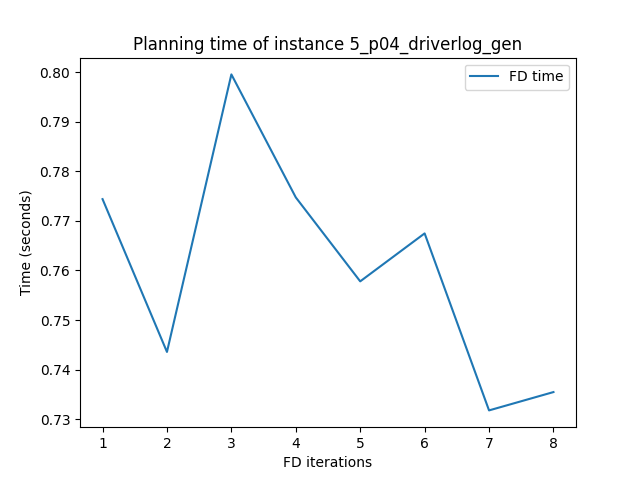 Planning time of instance 5_p04_driverlog_gen
FD time
0.80
0.79
0.78
0.77
0.76
0.75
0.74
0.73
Time (seconds)
1 2 3 4 5 6 7 8
FD iterations